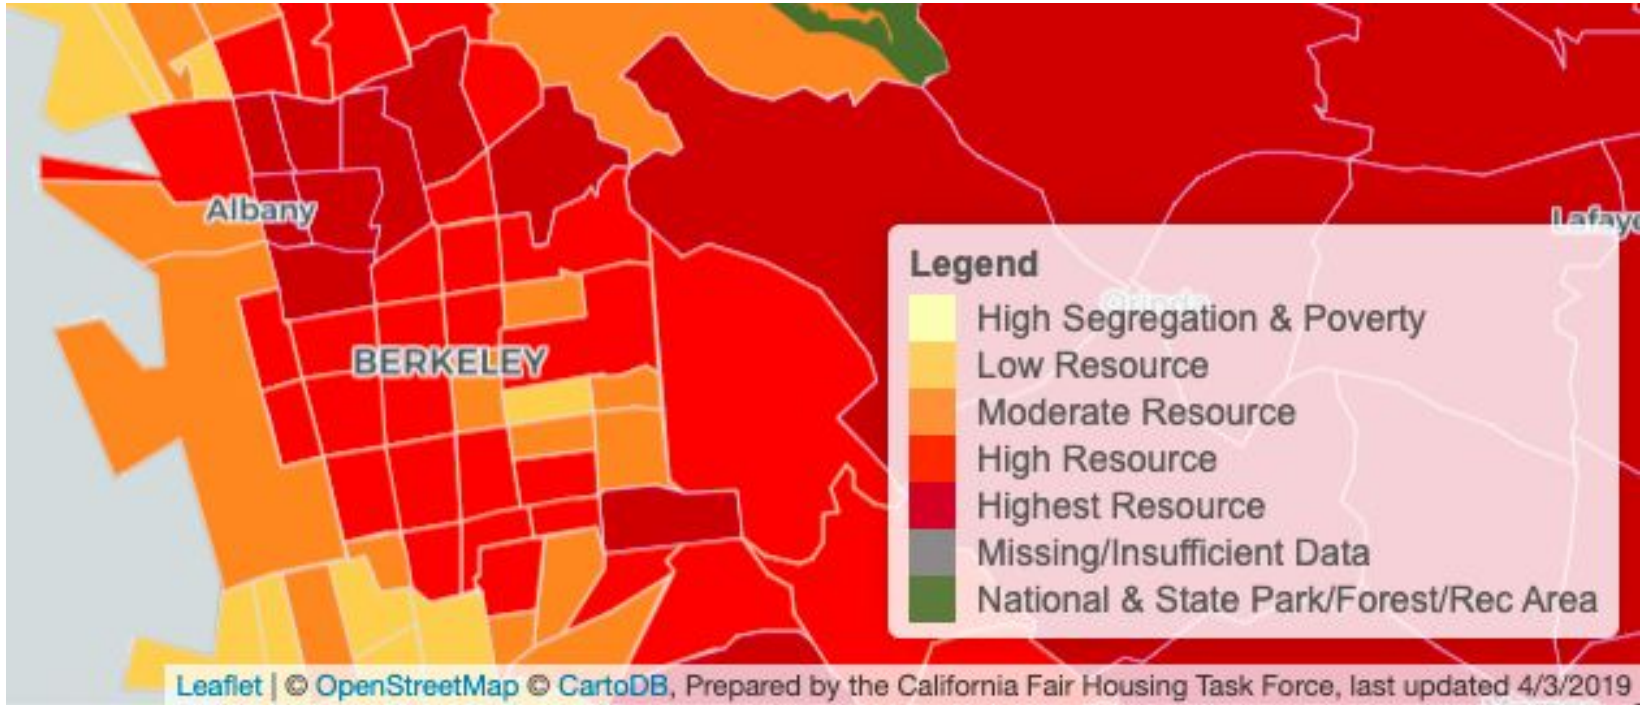 Albany
BERKELEY
Legend
High Segregation & Poverty
Low Resource
Moderate Resource
High Resource
Highest Resource
Missing/Insufficient Data
National & State Park/Forest/Rec Area
Leaflet | © OpenStreetMap © CartoDB, Prepared by the California Fair Housing Task Force, last updated 4/3/2019